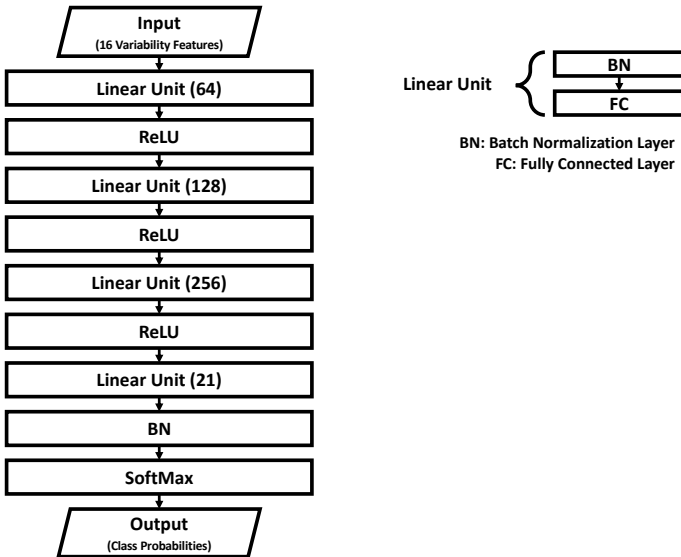 Input
(16 Variability Features)
Linear Unit (64)
ReLU
Linear Unit (128)
ReLU
Linear Unit (256)
ReLU
Linear Unit (21)
BN
SoftMax
Output
(Class Probabilities)
Linear Unit
BN
FC
BN: Batch Normalization Layer
FC: Fully Connected Layer